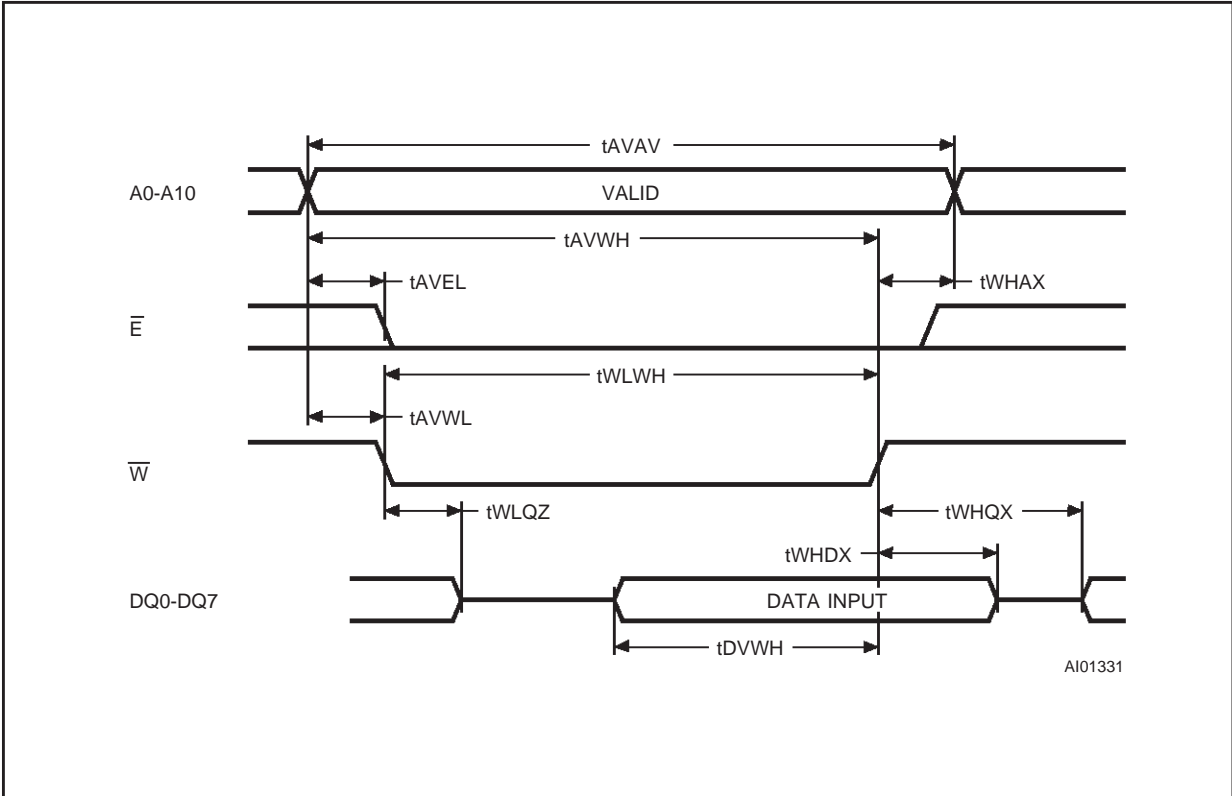 tAVAV
A0-A10
VALID
tAVWH
tAVEL
tWHAX
E̅
tWLWH
tAVWL
W̅
tWLQZ
tWHQX
tWHDX
DQ0-DQ7
DATA INPUT
tDVWH
AI01331